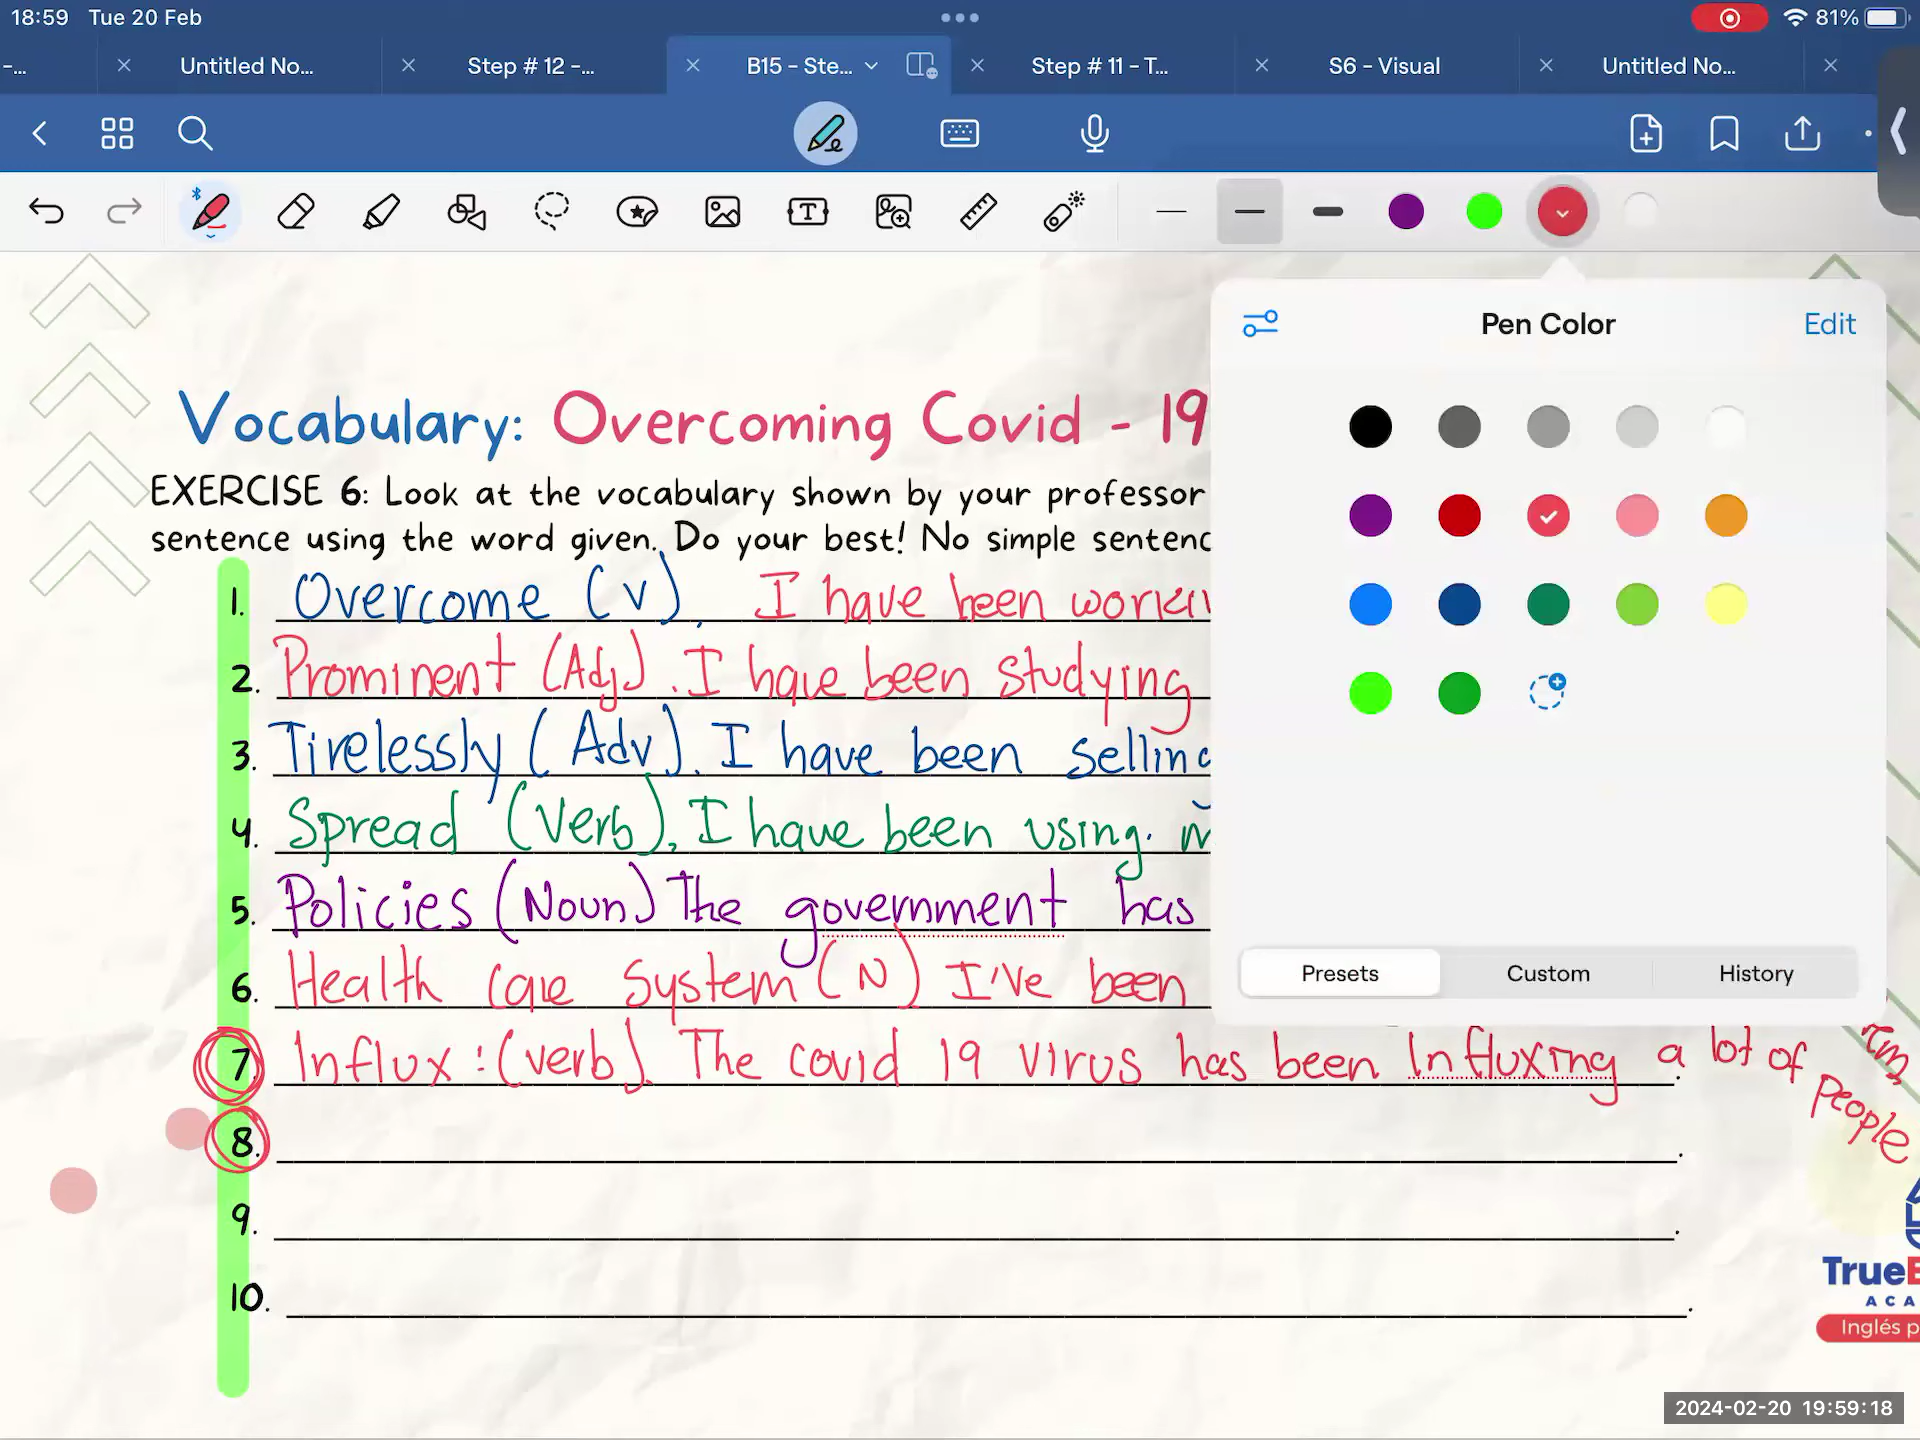 18:59 Tue 20 Feb
81%
-... Untitled No... Step # 12 -... B15 - Ste... Step # 11 - T... S6 - Visual Untitled No...
Pen Color
Edit
Vocabulary: Overcoming Covid - 19
EXERCISE 6: Look at the vocabulary shown by your professor
sentence using the word given. Do your best! No simple sentenc
1. Overcome (v). I have been workin
2. Prominent (Adj). I have been studying
3. Tirelessly (Adv). I have been selling
4. Spread (Verb). I have been using. m
5. Policies (Noun) The government has
6. Health care system (N) I've been
Presets Custom History
7. Influx : (verb). The covid 19 virus has been Influxing a lot of
people
8.
9.
10.
TrueE
ACA
Inglés p
2024-02-20 19:59:18